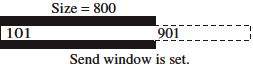 Size = 800
101 901
Send window is set.